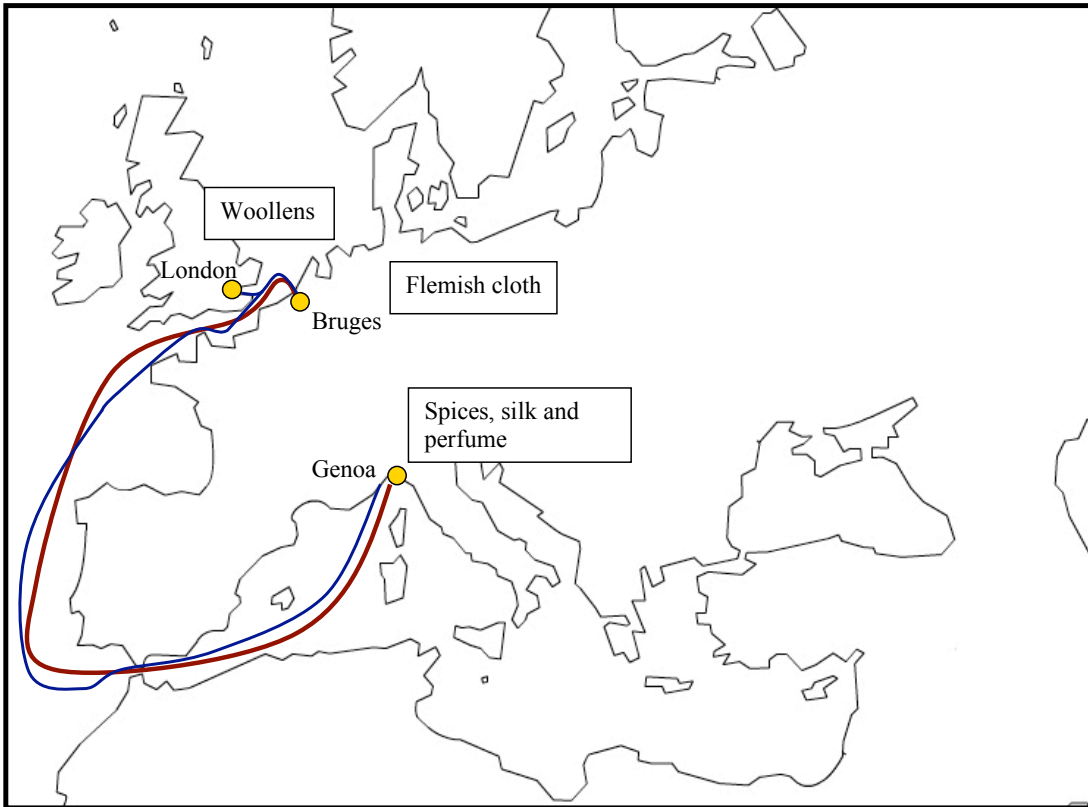 Woollens
London
Flemish cloth
Bruges
Spices, silk and
perfume
Genoa